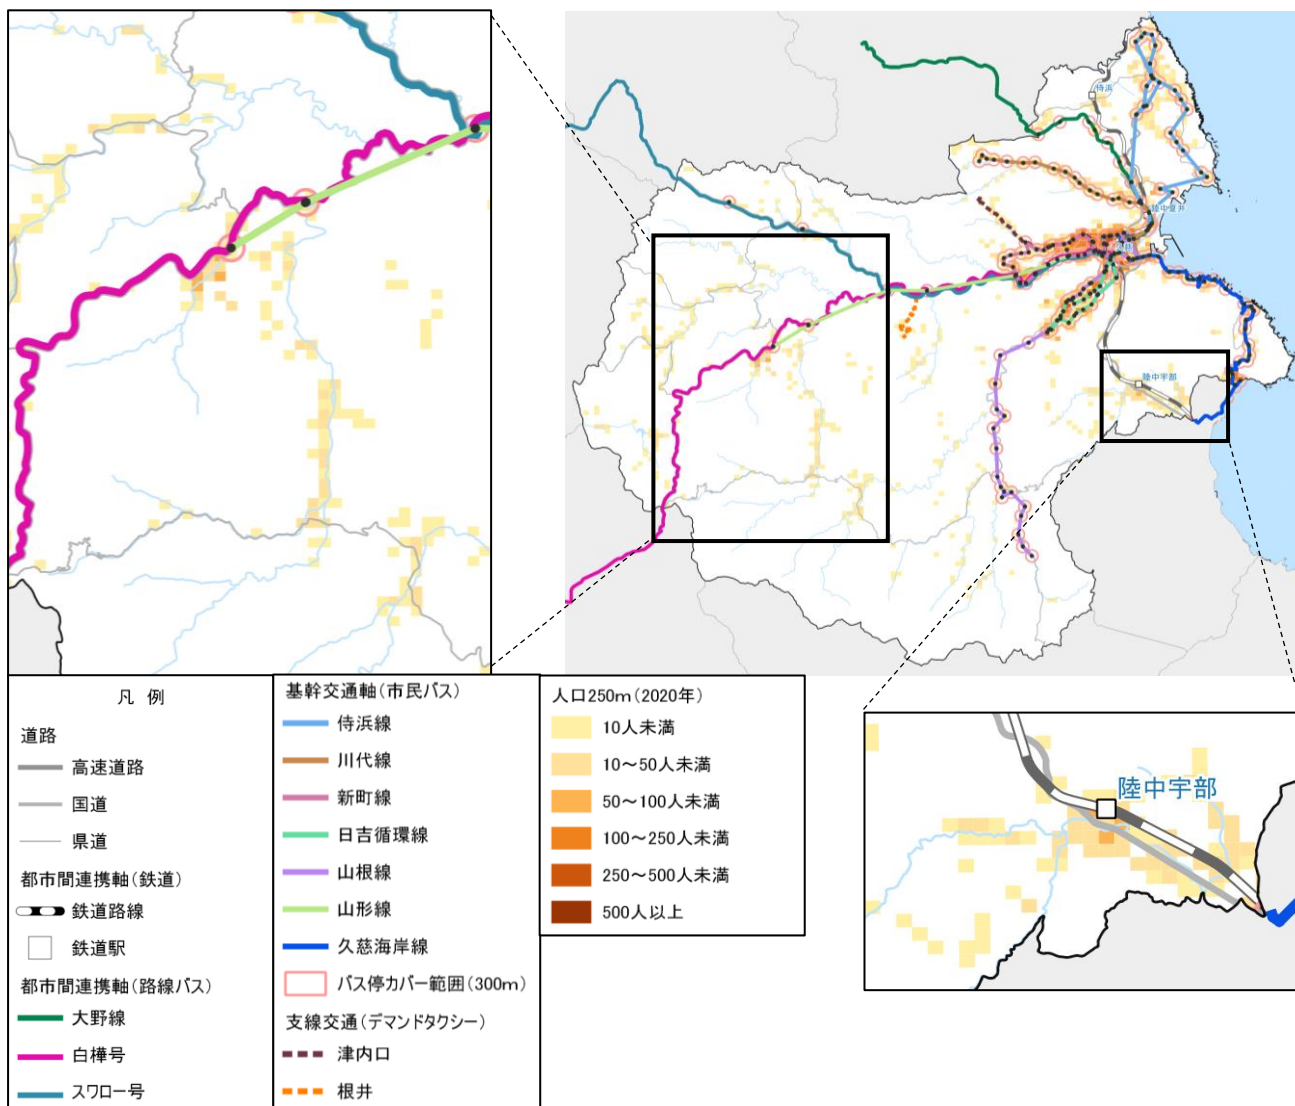 侍浜
陸中夏井
久慈
陸中宇部
陸中宇部
凡 例
道路
高速道路
国道
県道
都市間連携軸(鉄道)
鉄道路線
鉄道駅
都市間連携軸(路線バス)
大野線
白樺号
スワロー号
基幹交通軸(市民バス)
侍浜線
川代線
新町線
日吉循環線
山根線
山形線
久慈海岸線
バス停カバー範囲(300m)
支線交通(デマンドタクシー)
津内口
根井
人口250m(2020年)
10人未満
10~50人未満
50~100人未満
100~250人未満
250~500人未満
500人以上